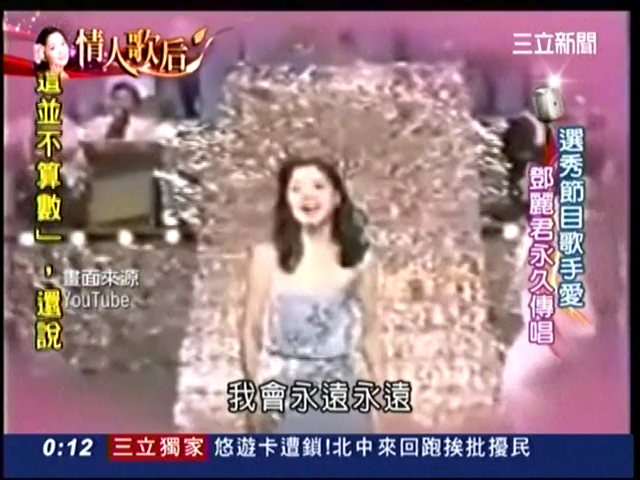 情人歌后
三立新聞
這並不算數」，還說
選秀節目歌手愛
鄧麗君永久傳唱
畫面來源
YouTube
我會永遠永遠
0:12 三立獨家 悠遊卡遭鎖!北中來回跑挨批擾民